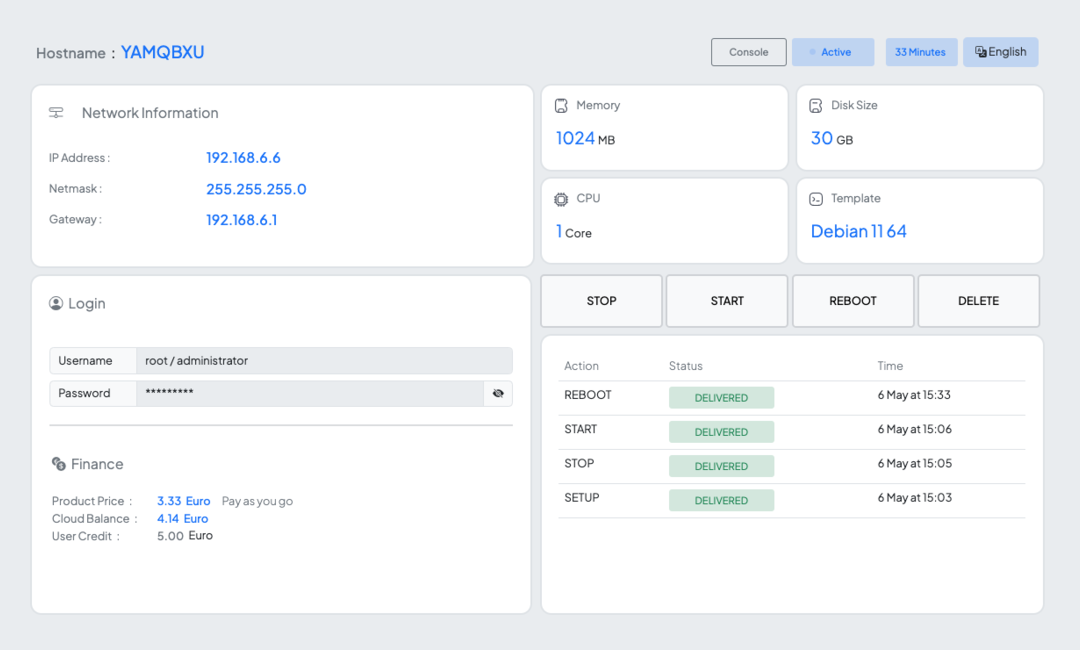 Hostname : YAMQBXU
Console
Active
33 Minutes
English
Network Information
IP Address : 192.168.6.6
Netmask : 255.255.255.0
Gateway : 192.168.6.1
Memory
1024 MB
Disk Size
30 GB
CPU
1 Core
Template
Debian 11 64
Login
Username root / administrator
Password *********
Finance
Product Price : 3.33 Euro Pay as you go
Cloud Balance : 4.14 Euro
User Credit : 5.00 Euro
STOP
START
REBOOT
DELETE
Action Status Time
REBOOT DELIVERED 6 May at 15:33
START DELIVERED 6 May at 15:06
STOP DELIVERED 6 May at 15:05
SETUP DELIVERED 6 May at 15:03